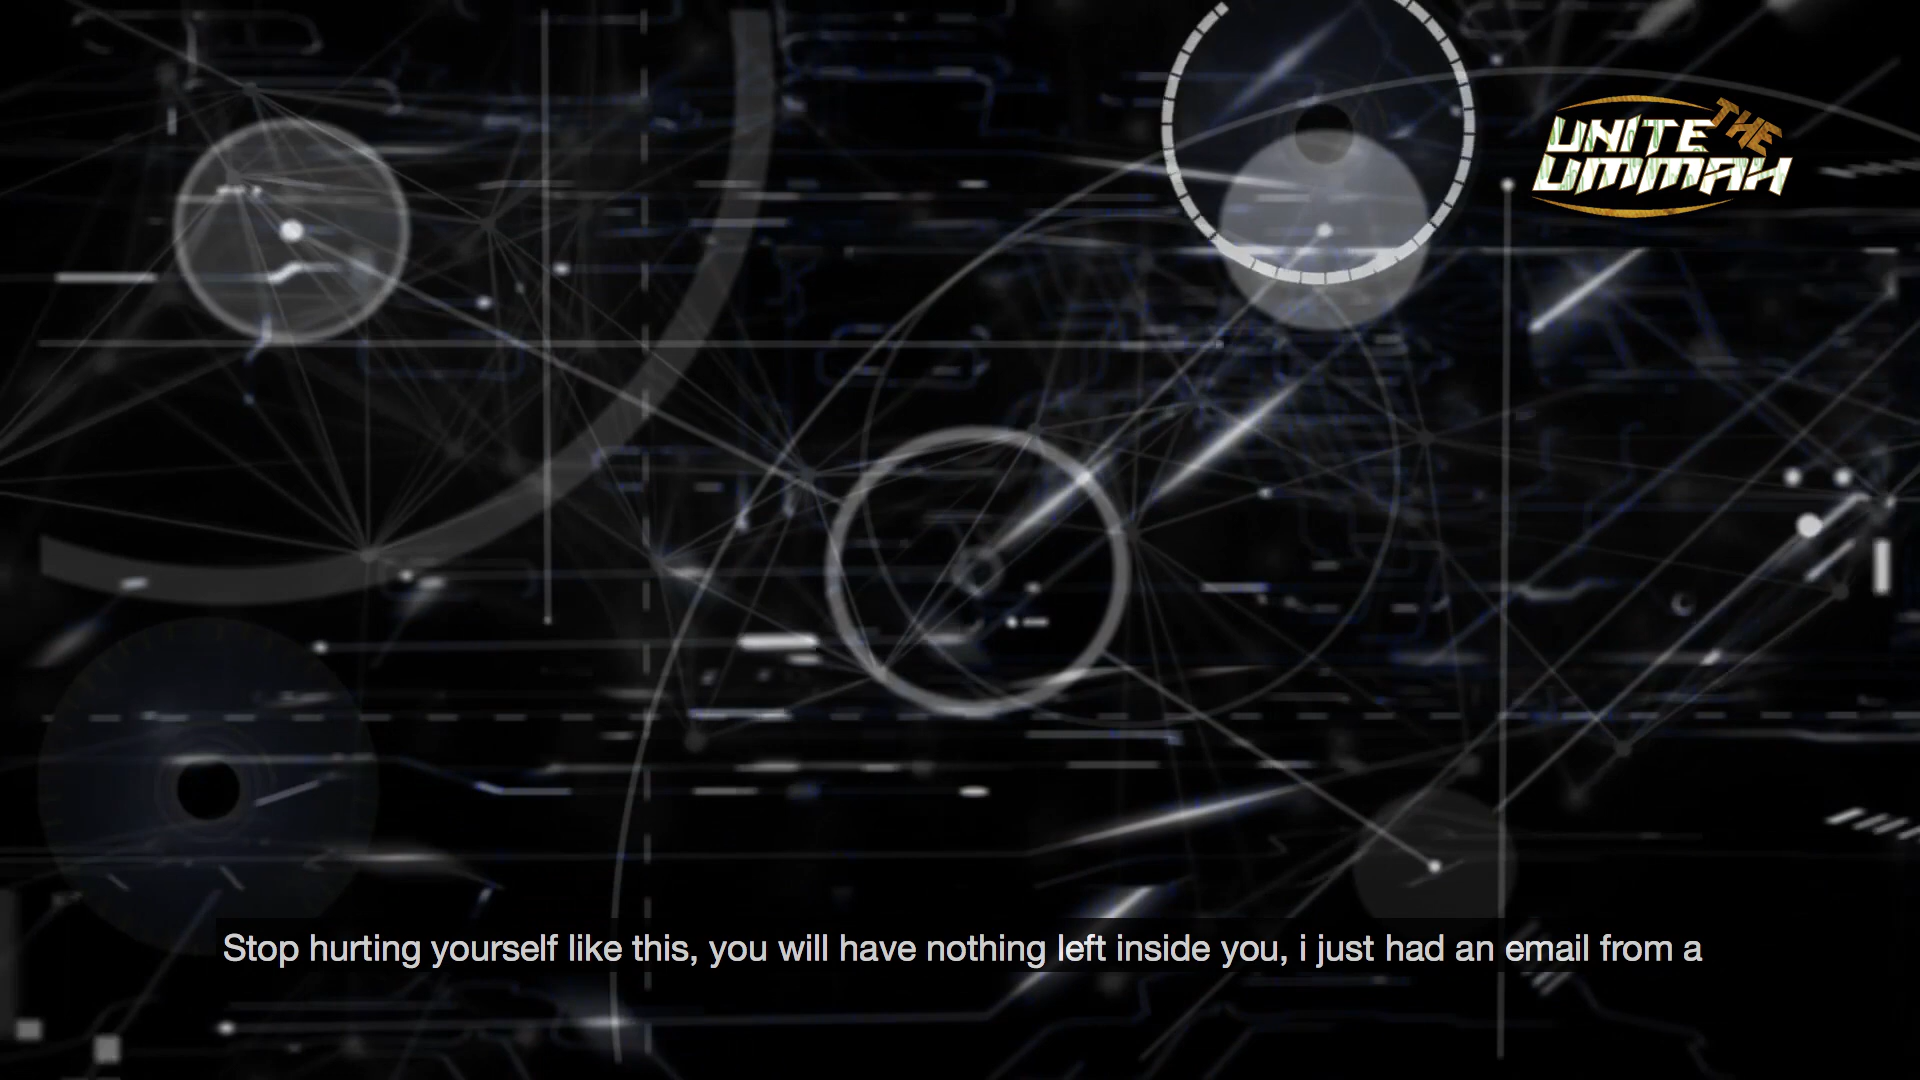 UNITE THE
UMMAH
Stop hurting yourself like this, you will have nothing left inside you, i just had an email from a